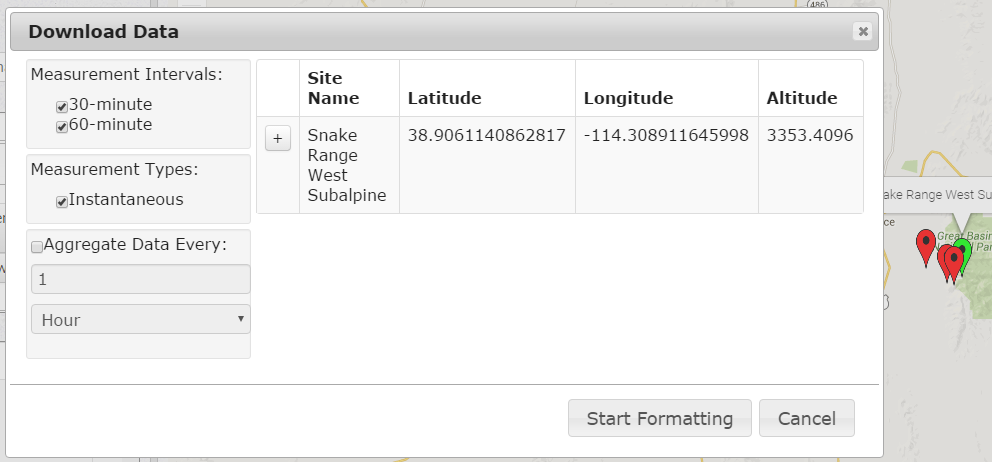 486
Download Data
Measurement Intervals:
30-minute
60-minute
Measurement Types:
Instantaneous
Aggregate Data Every:
1
Hour
Site Name Latitude Longitude Altitude
Snake 38.9061140862817 -114.308911645998 3353.4096
Range
West
Subalpine
+
Start Formatting Cancel
ake Range West Su
ce
Great Basin